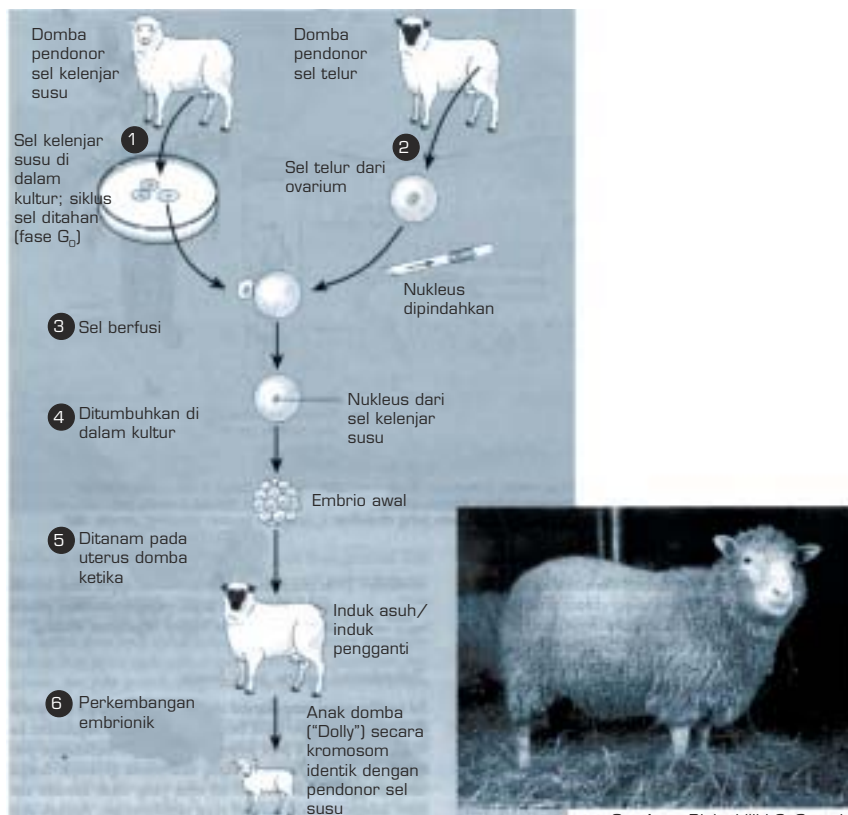 Domba
pendonor
sel kelenjar
susu
Domba
pendonor
sel telur
1
Sel kelenjar
susu di
dalam
kultur; siklus
sel ditahan
(fase G0)
2
Sel telur dari
ovarium
Nukleus
dipindahkan
3 Sel berfusi
4 Ditumbuhkan di
dalam kultur
Nukleus dari
sel kelenjar
susu
Embrio awal
5 Ditanam pada
uterus domba
ketika
Induk asuh/
induk
pengganti
6 Perkembangan
embrionik
Anak domba
("Dolly") secara
kromosom
identik dengan
pendonor sel
susu